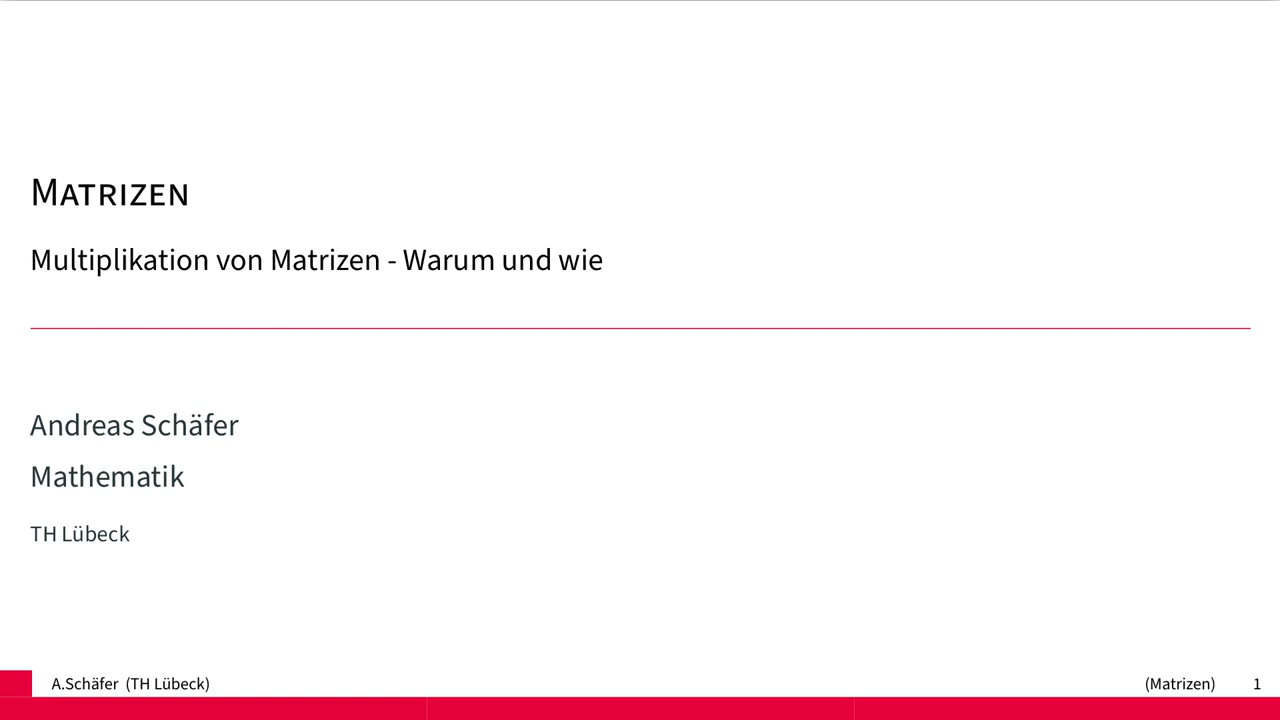 MATRIZEN
Multiplikation von Matrizen - Warum und wie
Andreas Schäfer
Mathematik
TH Lübeck
A.Schäfer (TH Lübeck) (Matrizen) 1